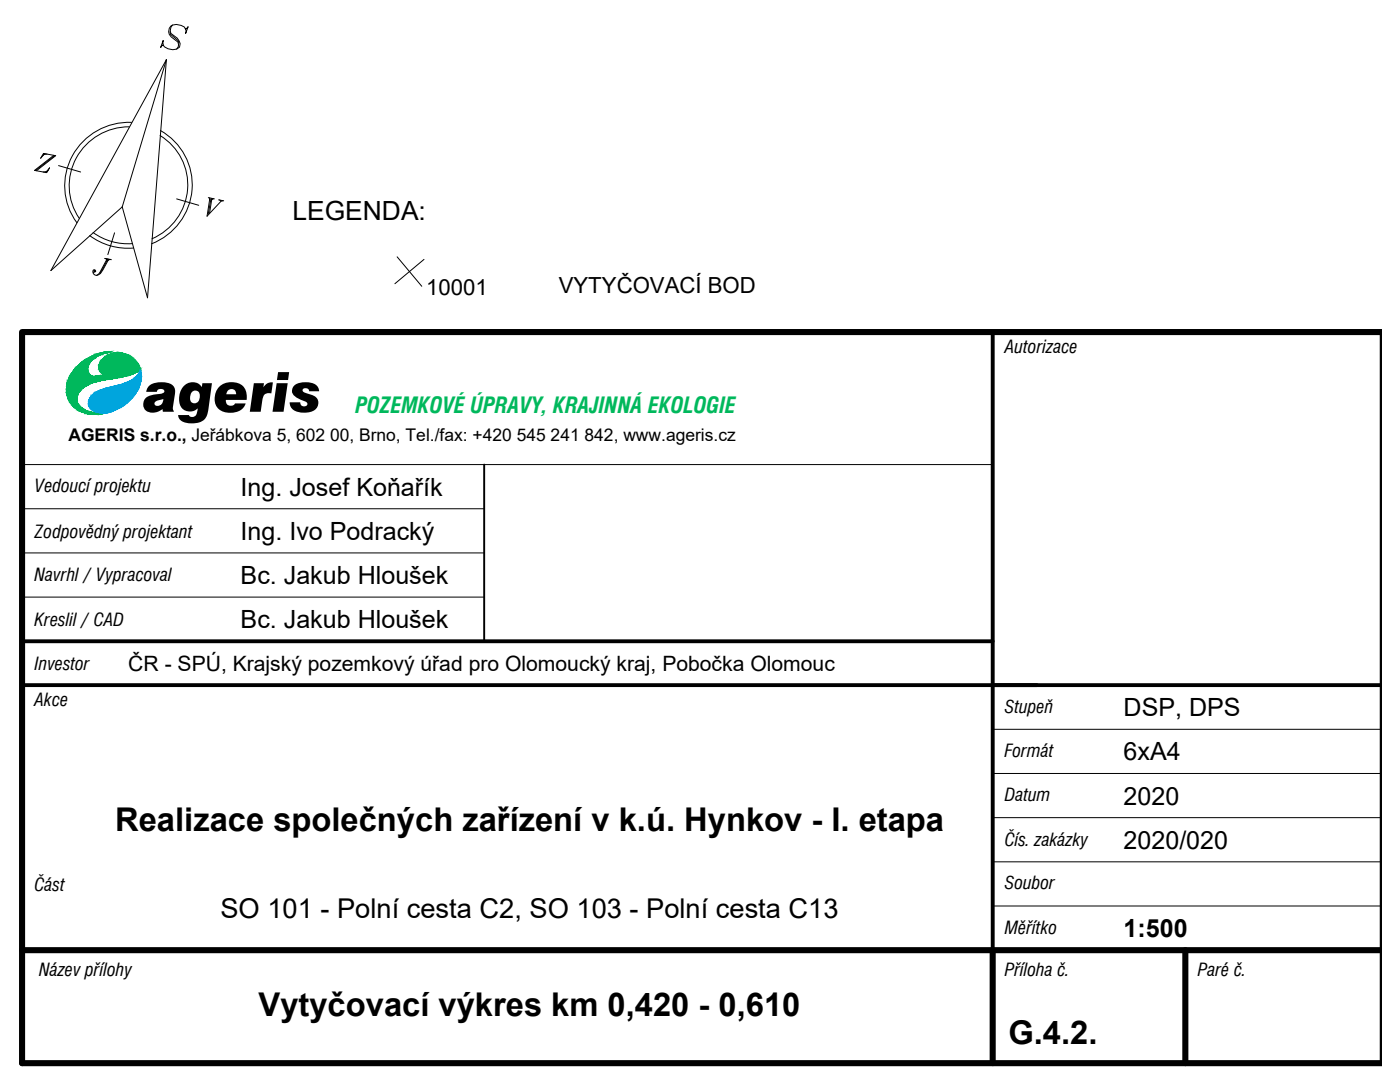 S
Z
V
J
LEGENDA:
10001 VYTYČOVACÍ BOD
ageris POZEMKOVÉ ÚPRAVY, KRAJINNÁ EKOLOGIE
AGERIS s.r.o., Jeřábkova 5, 602 00, Brno, Tel./fax: +420 545 241 842, www.ageris.cz
Autorizace
Vedoucí projektu Ing. Josef Koňařík
Zodpovědný projektant Ing. Ivo Podracký
Navrhl / Vypracoval Bc. Jakub Hloušek
Kreslil / CAD Bc. Jakub Hloušek
Investor ČR - SPÚ, Krajský pozemkový úřad pro Olomoucký kraj, Pobočka Olomouc
Akce
Realizace společných zařízení v k.ú. Hynkov - I. etapa
Část
SO 101 - Polní cesta C2, SO 103 - Polní cesta C13
Stupeň DSP, DPS
Formát 6xA4
Datum 2020
Čís. zakázky 2020/020
Soubor
Měřítko 1:500
Název přílohy
Vytyčovací výkres km 0,420 - 0,610
Příloha č.
G.4.2.
Paré č.